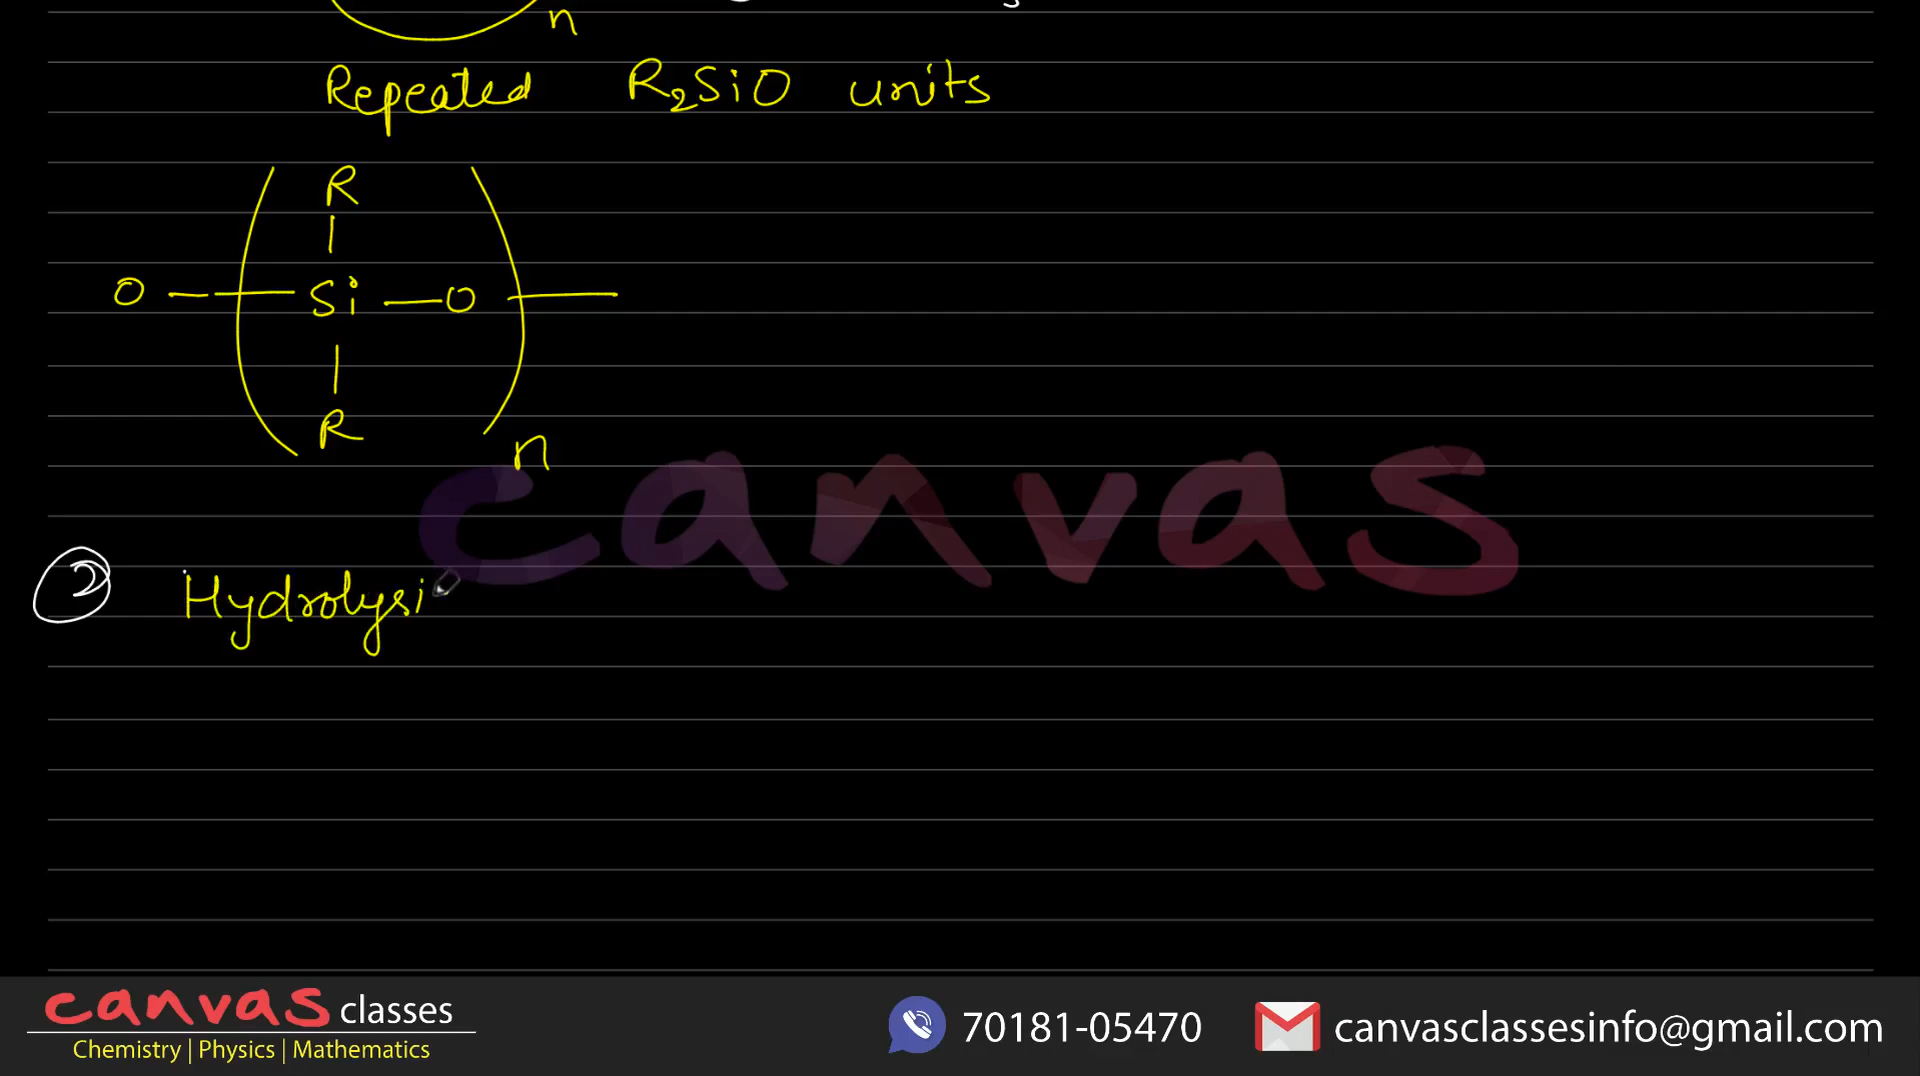 n
Repeated R₂SiO units
R
|
O — — Si — O —
|
R
n
canvas
② Hydrolysi
canvas classes
Chemistry | Physics | Mathematics
70181-05470
canvasclassesinfo@gmail.com